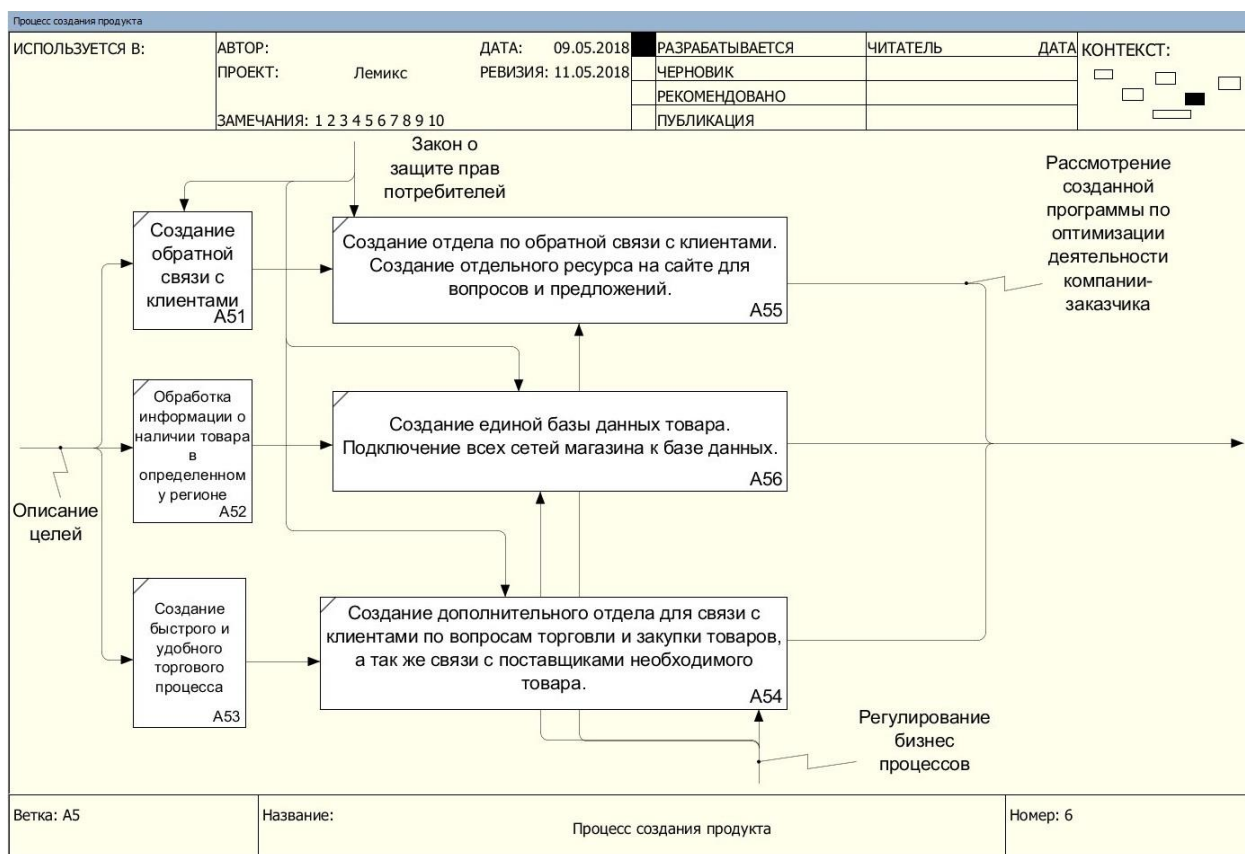 Процесс создания продукта
ИСПОЛЬЗУЕТСЯ В:
АВТОР:
ДАТА: 09.05.2018
РАЗРАБАТЫВАЕТСЯ
ЧИТАТЕЛЬ
ДАТА
КОНТЕКСТ:
ПРОЕКТ: Лемикс
РЕВИЗИЯ: 11.05.2018
ЧЕРНОВИК
РЕКОМЕНДОВАНО
ЗАМЕЧАНИЯ: 1 2 3 4 5 6 7 8 9 10
ПУБЛИКАЦИЯ
Закон о
защите прав
потребителей
Рассмотрение
созданной
программы по
оптимизации
деятельности
компании-
заказчика
Создание
обратной
связи с
клиентами
A51
Создание отдела по обратной связи с клиентами.
Создание отдельного ресурса на сайте для
вопросов и предложений.
A55
Обработка
информации о
наличии товара
в
определенном
у регионе
A52
Создание единой базы данных товара.
Подключение всех сетей магазина к базе данных.
A56
Описание
целей
Создание
быстрого и
удобного
торгового
процесса
A53
Создание дополнительного отдела для связи с
клиентами по вопросам торговли и закупки товаров,
а так же связи с поставщиками необходимого
товара.
A54
Регулирование
бизнес
процессов
Ветка: A5
Название:
Процесс создания продукта
Номер: 6